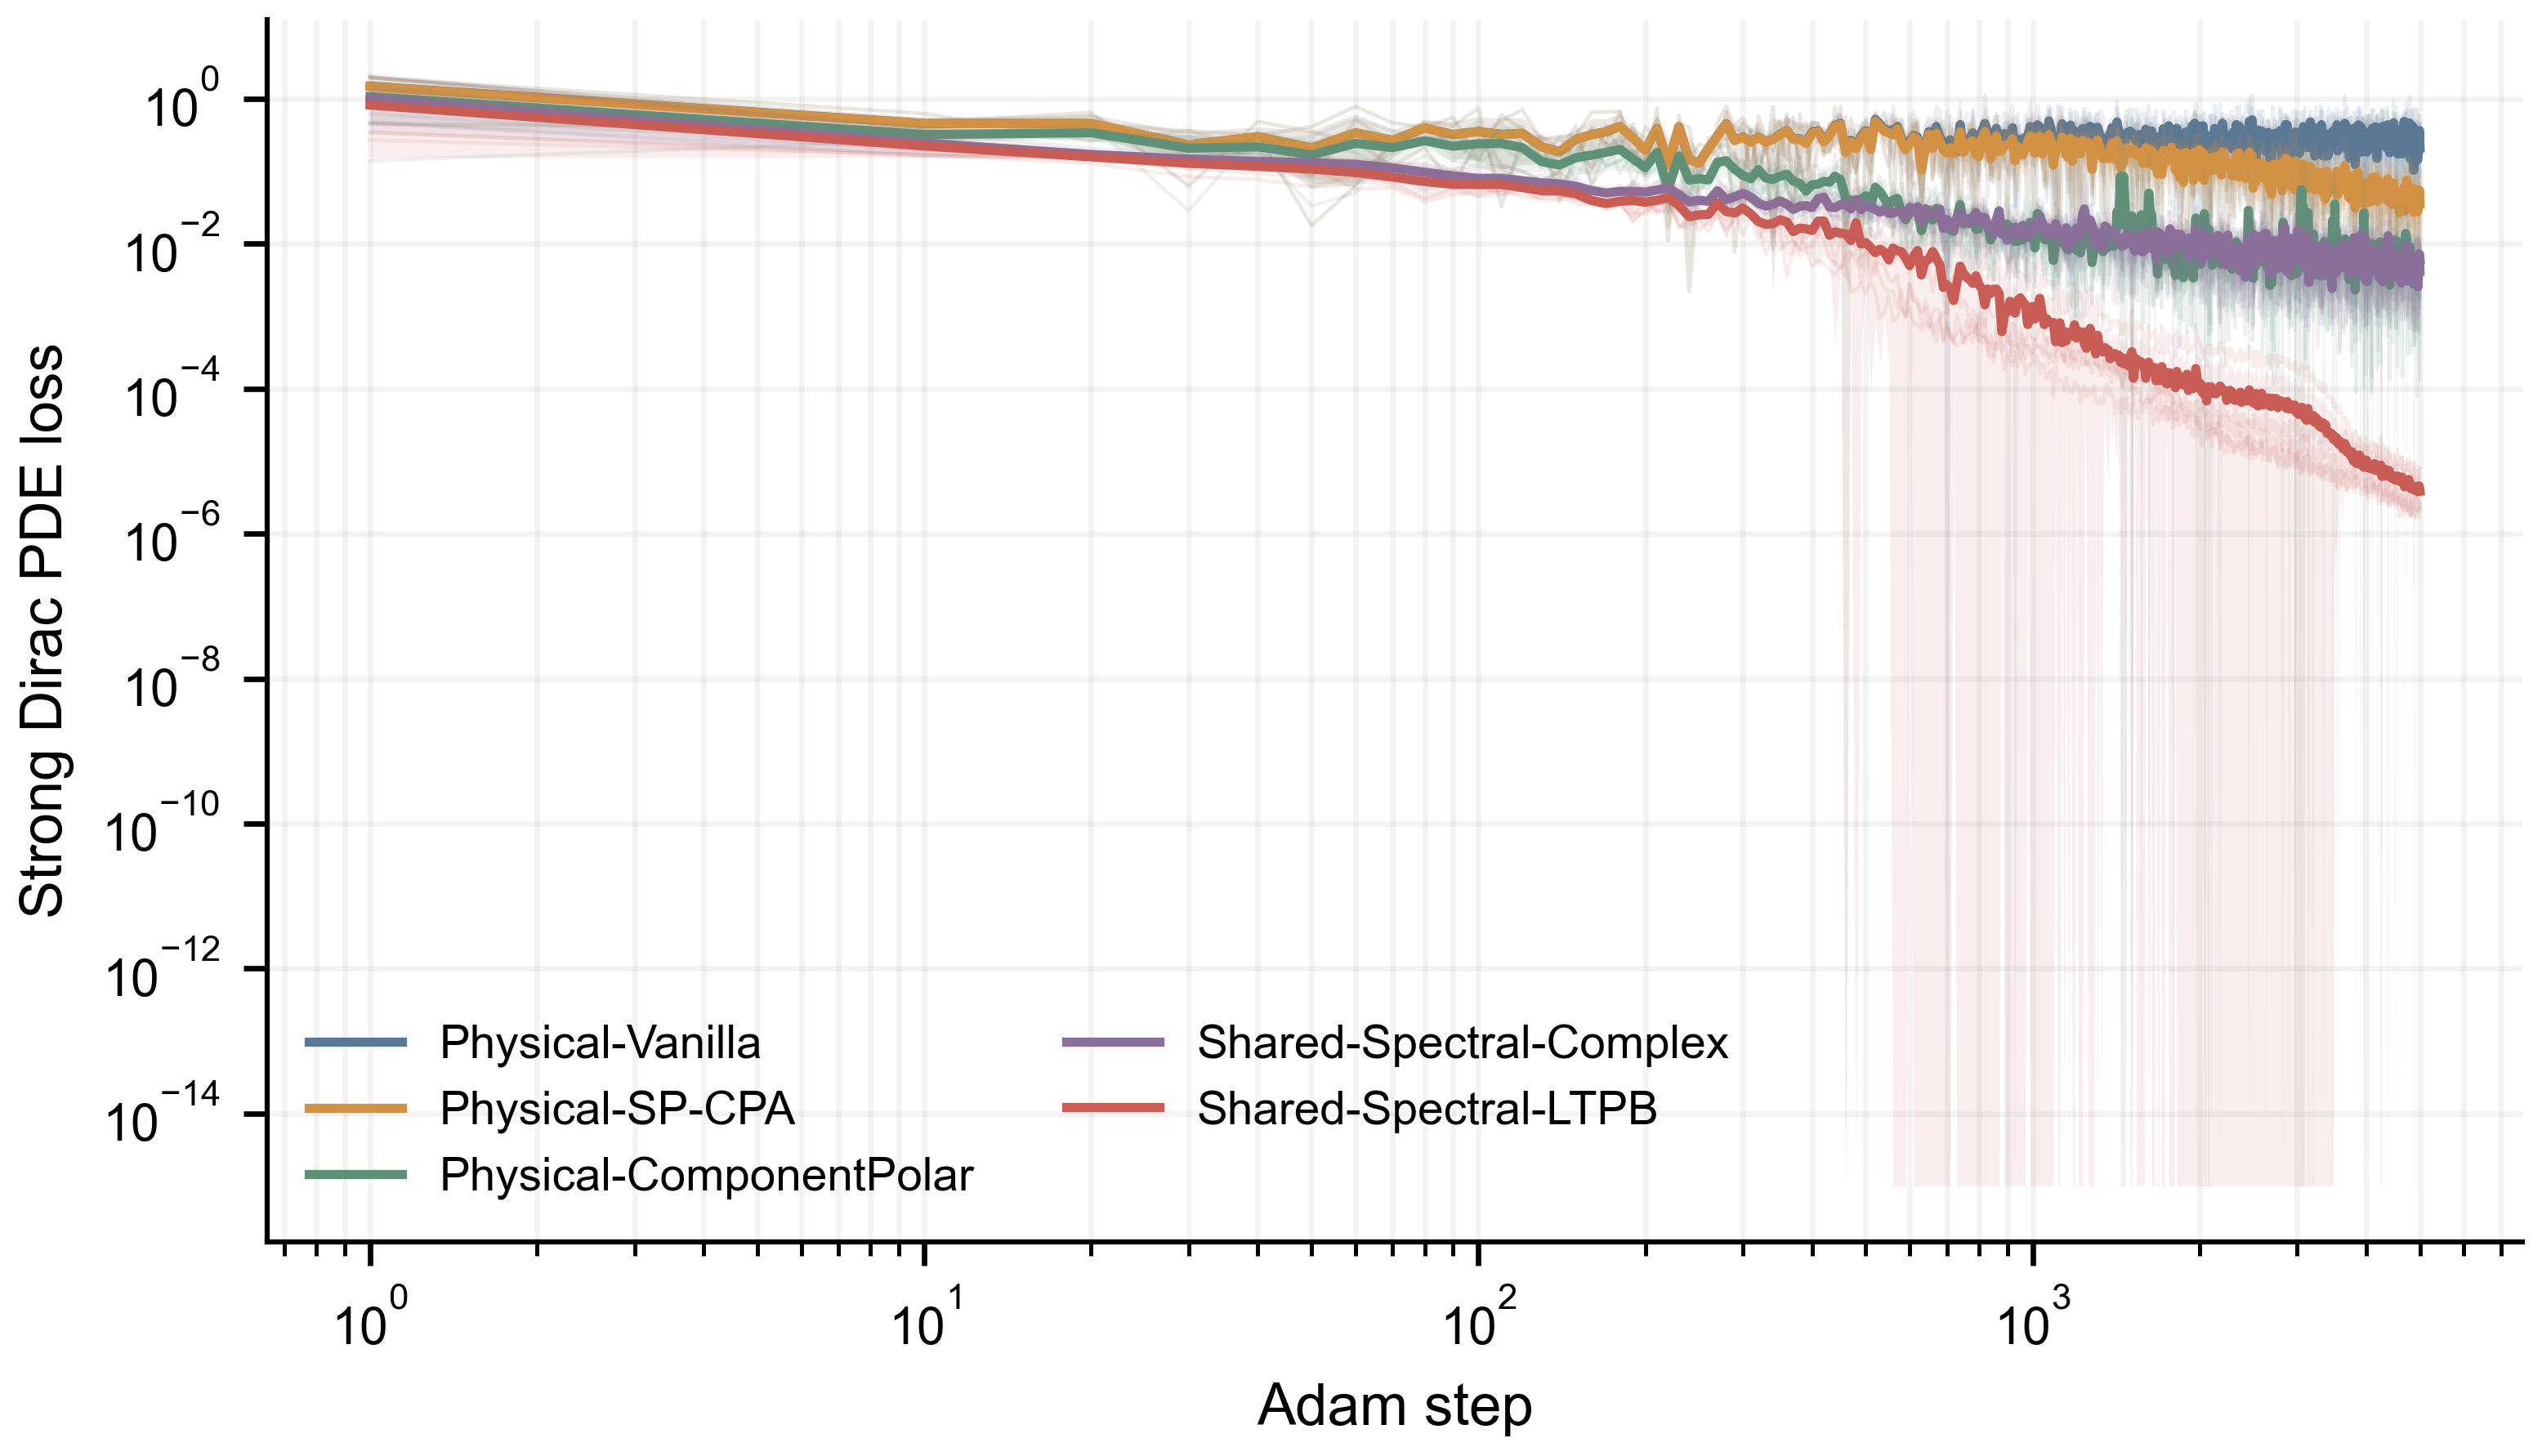 Strong Dirac PDE loss
10^0
10^−2
10^−4
10^−6
10^−8
10^−10
10^−12
10^−14
Physical-Vanilla
Physical-SP-CPA
Physical-ComponentPolar
Shared-Spectral-Complex
Shared-Spectral-LTPB
10^0
10^1
10^2
10^3
Adam step